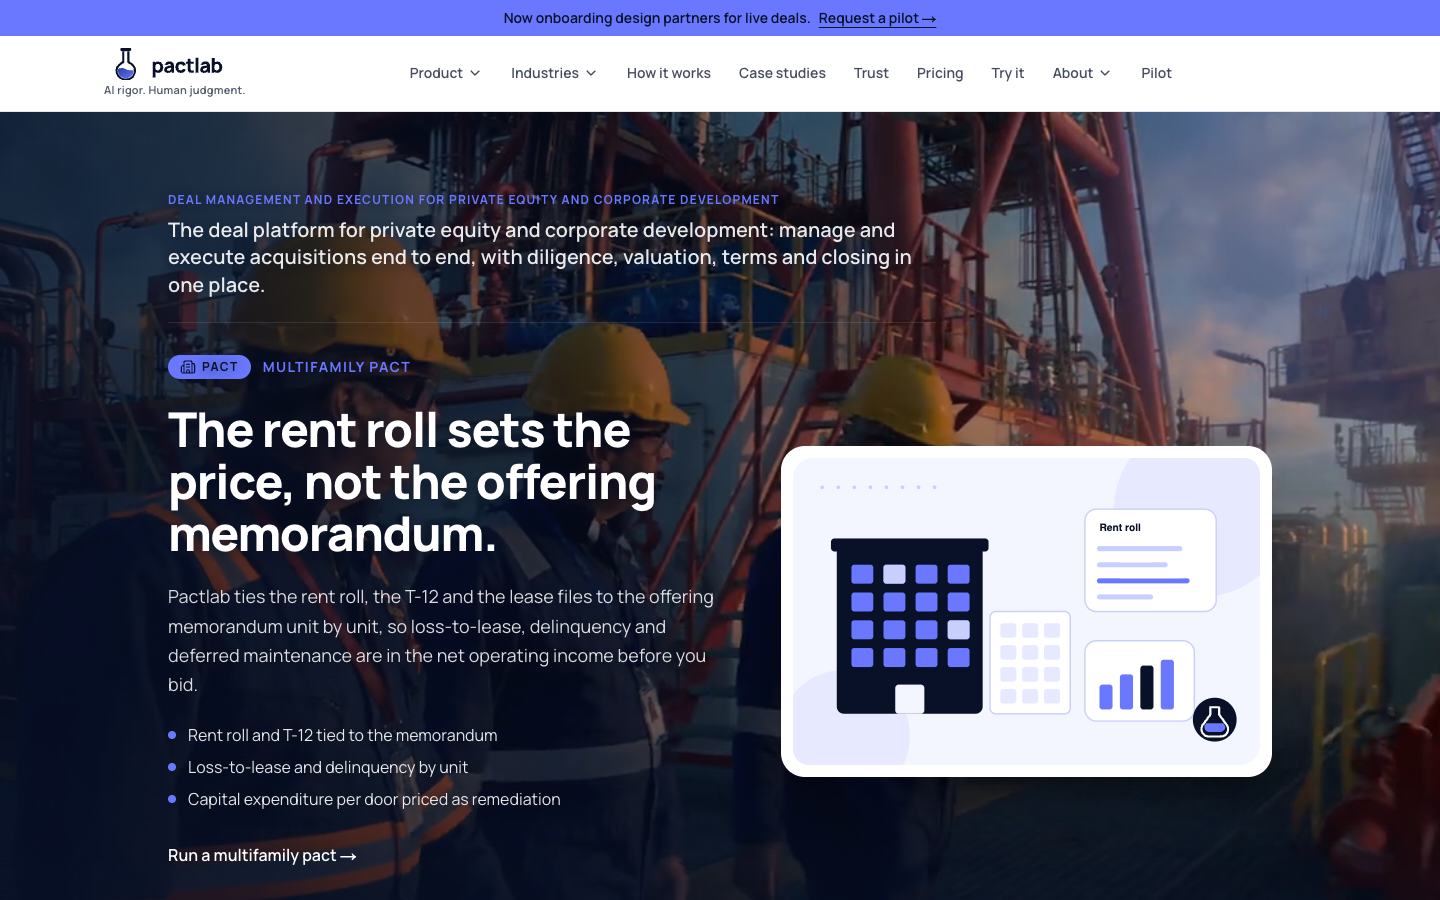 Now onboarding design partners for live deals. Request a pilot →
pactlab
AI rigor. Human judgment.
Product
Industries
How it works
Case studies
Trust
Pricing
Try it
About
Pilot
DEAL MANAGEMENT AND EXECUTION FOR PRIVATE EQUITY AND CORPORATE DEVELOPMENT
The deal platform for private equity and corporate development: manage and
execute acquisitions end to end, with diligence, valuation, terms and closing in
one place.
PACT
MULTIFAMILY PACT
The rent roll sets the
price, not the offering
memorandum.
Pactlab ties the rent roll, the T-12 and the lease files to the offering
memorandum unit by unit, so loss-to-lease, delinquency and
deferred maintenance are in the net operating income before you
bid.
Rent roll and T-12 tied to the memorandum
Loss-to-lease and delinquency by unit
Capital expenditure per door priced as remediation
Run a multifamily pact →
Rent roll